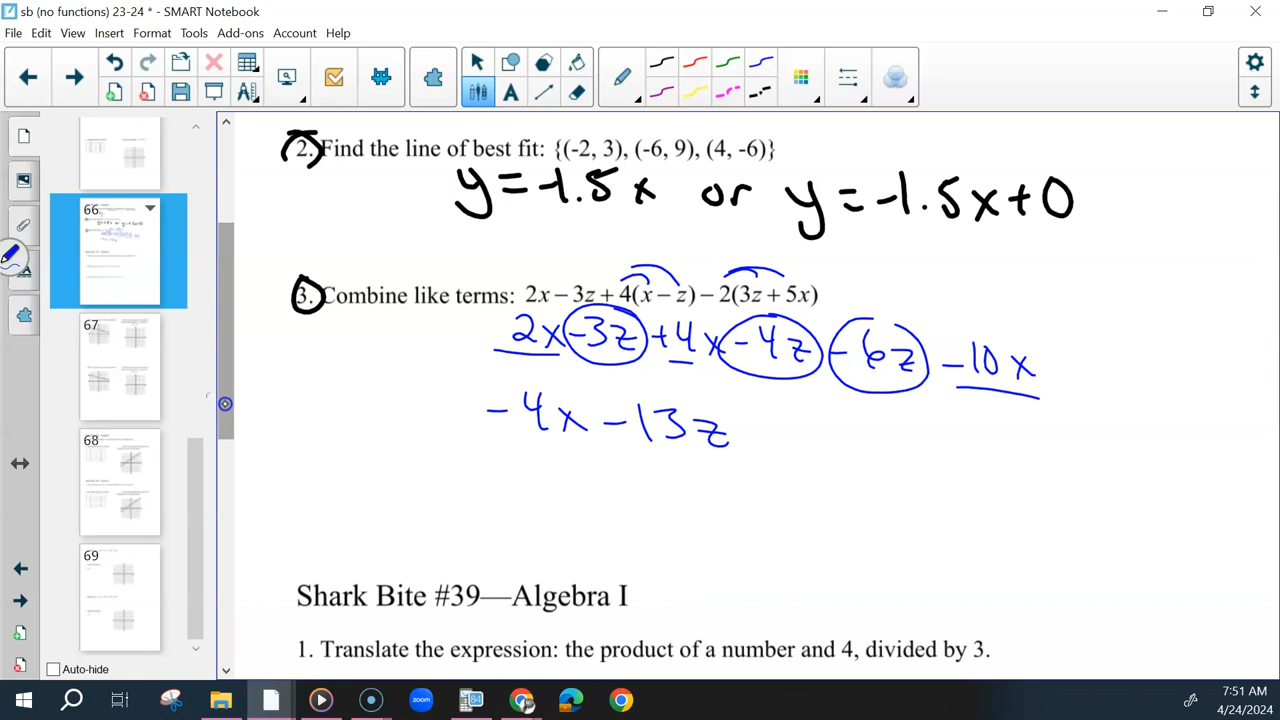 sb (no functions) 23-24 * - SMART Notebook
File Edit View Insert Format Tools Add-ons Account Help
66
67
68
69
Auto-hide
2. Find the line of best fit: {(-2, 3), (-6, 9), (4, -6)}
y = -1.5x or y = -1.5x + 0
3. Combine like terms: 2x − 3z + 4(x − z) − 2(3z + 5x)
2x -3z + 4x - 4z - 6z - 10x
-4x - 13z
Shark Bite #39—Algebra I
1. Translate the expression: the product of a number and 4, divided by 3.
zoom
7:51 AM
4/24/2024